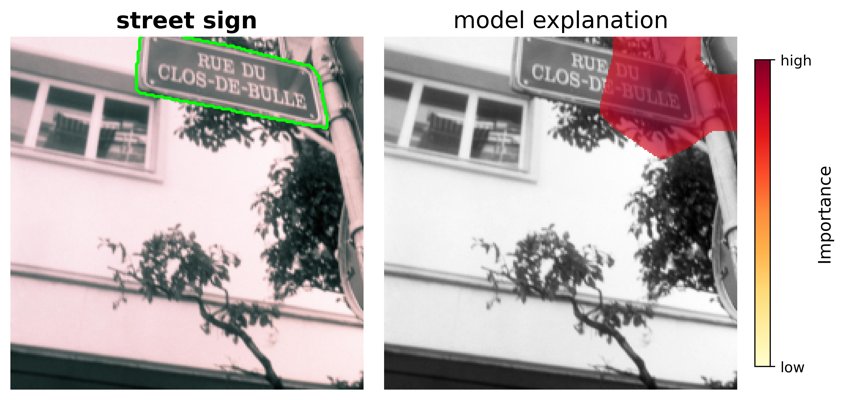 street sign
model explanation
RUE DU
CLOS-DE-BULLE
RUE DU
CLOS-DE-BULLE
high
Importance
low